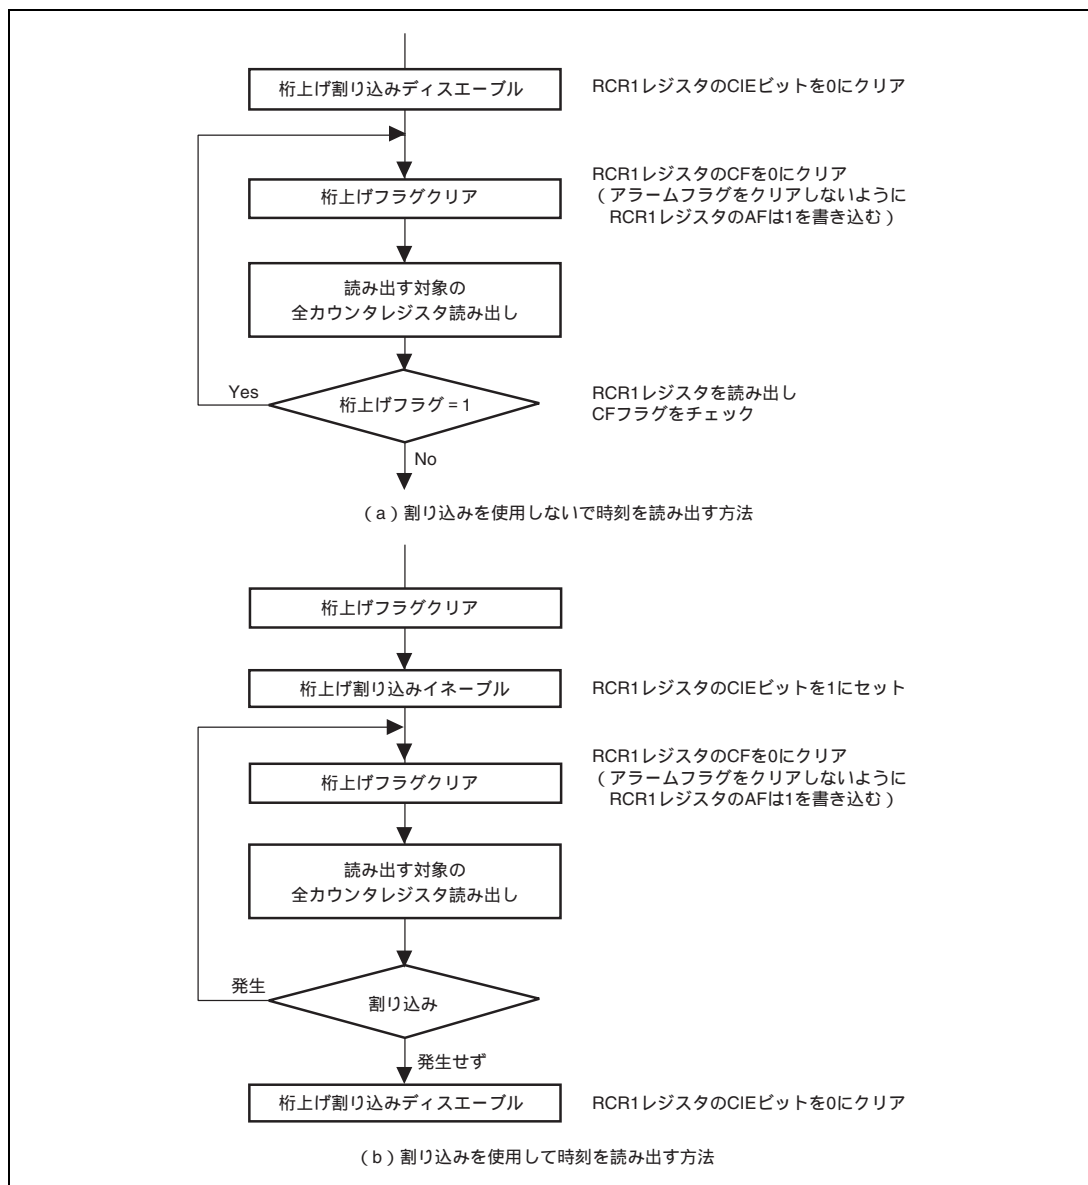 桁上げ割り込みディスエーブル
RCR1レジスタのCIEビットを0にクリア
桁上げフラグクリア
RCR1レジスタのCFを0にクリア
(アラームフラグをクリアしないように
RCR1レジスタのAFは1を書き込む)
読み出す対象の
全カウンタレジスタ読み出し
Yes
桁上げフラグ = 1
RCR1レジスタを読み出し
CFフラグをチェック
No
(a)割り込みを使用しないで時刻を読み出す方法
桁上げフラグクリア
桁上げ割り込みイネーブル
RCR1レジスタのCIEビットを1にセット
桁上げフラグクリア
RCR1レジスタのCFを0にクリア
(アラームフラグをクリアしないように
RCR1レジスタのAFは1を書き込む)
読み出す対象の
全カウンタレジスタ読み出し
発生
割り込み
発生せず
桁上げ割り込みディスエーブル
RCR1レジスタのCIEビットを0にクリア
(b)割り込みを使用して時刻を読み出す方法